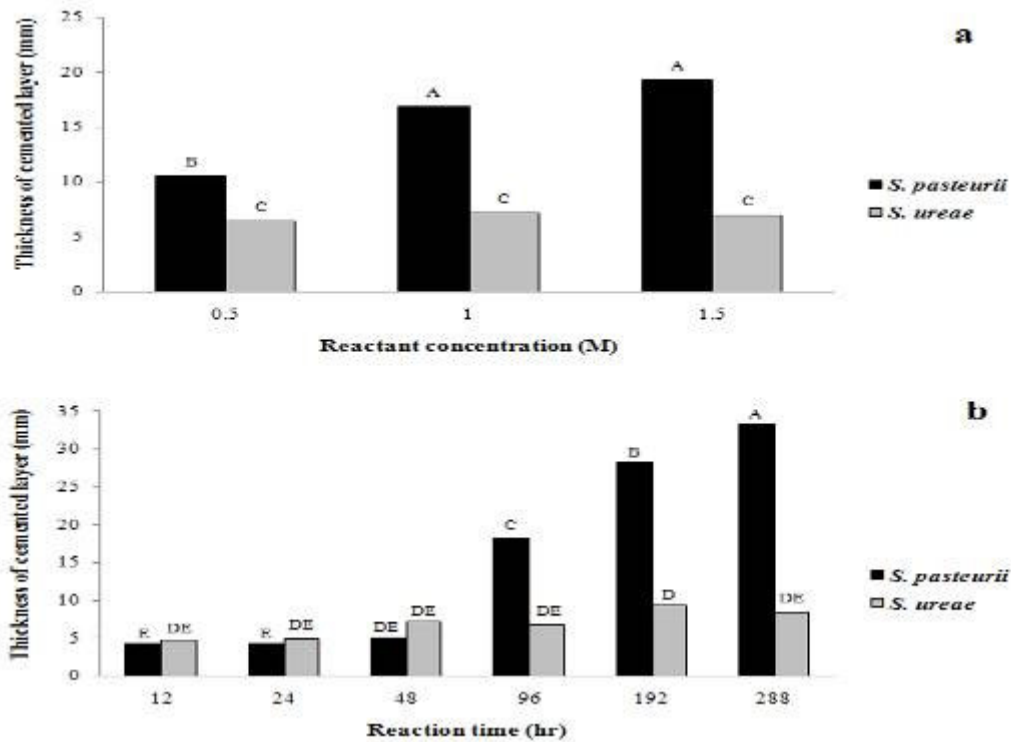 a
Thickness of cemented layer (mm)
25
20
15
10
5
0
B
C
A
C
A
C
0.5
1
1.5
Reactant concentration (M)
S. pasteurii
S. ureae
b
Thickness of cemented layer (mm)
35
30
25
20
15
10
5
0
E
DE
E
DE
DE
DE
C
DE
B
D
A
DE
12
24
48
96
192
288
Reaction time (hr)
S. pasteurii
S. ureae